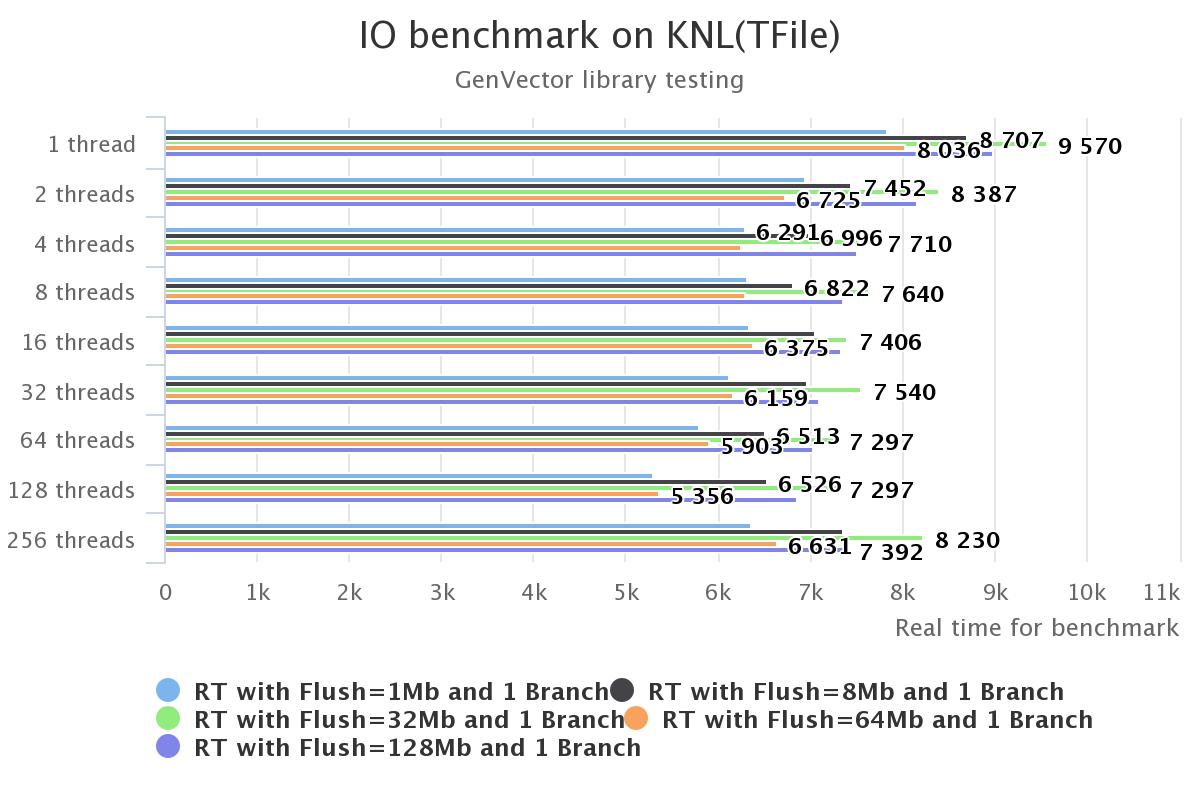 IO benchmark on KNL(TFile)
GenVector library testing
1 thread
8 707
8 036
9 570
2 threads
7 452
6 725
8 387
4 threads
6 291
6 996
7 710
8 threads
6 822
7 640
16 threads
6 375
7 406
32 threads
6 159
7 540
64 threads
6 513
5 903
7 297
128 threads
6 526
5 356
7 297
256 threads
6 631
8 230
7 392
0 1k 2k 3k 4k 5k 6k 7k 8k 9k 10k 11k
Real time for benchmark
RT with Flush=1Mb and 1 Branch RT with Flush=8Mb and 1 Branch
RT with Flush=32Mb and 1 Branch RT with Flush=64Mb and 1 Branch
RT with Flush=128Mb and 1 Branch